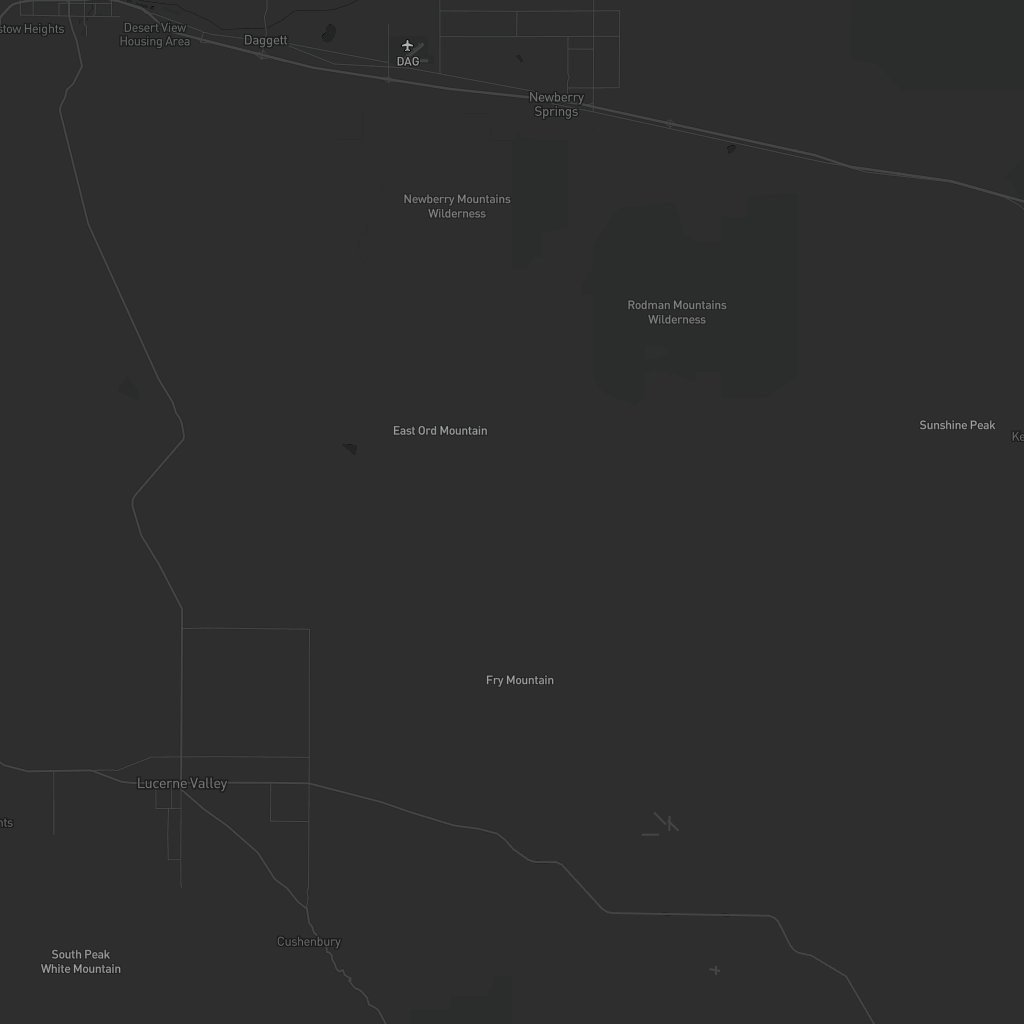 stow Heights
Desert View
Housing Area
Daggett
DAG
Newberry
Springs
Newberry Mountains
Wilderness
Rodman Mountains
Wilderness
East Ord Mountain
Sunshine Peak
Ke
Fry Mountain
Lucerne Valley
nts
Cushenbury
South Peak
White Mountain